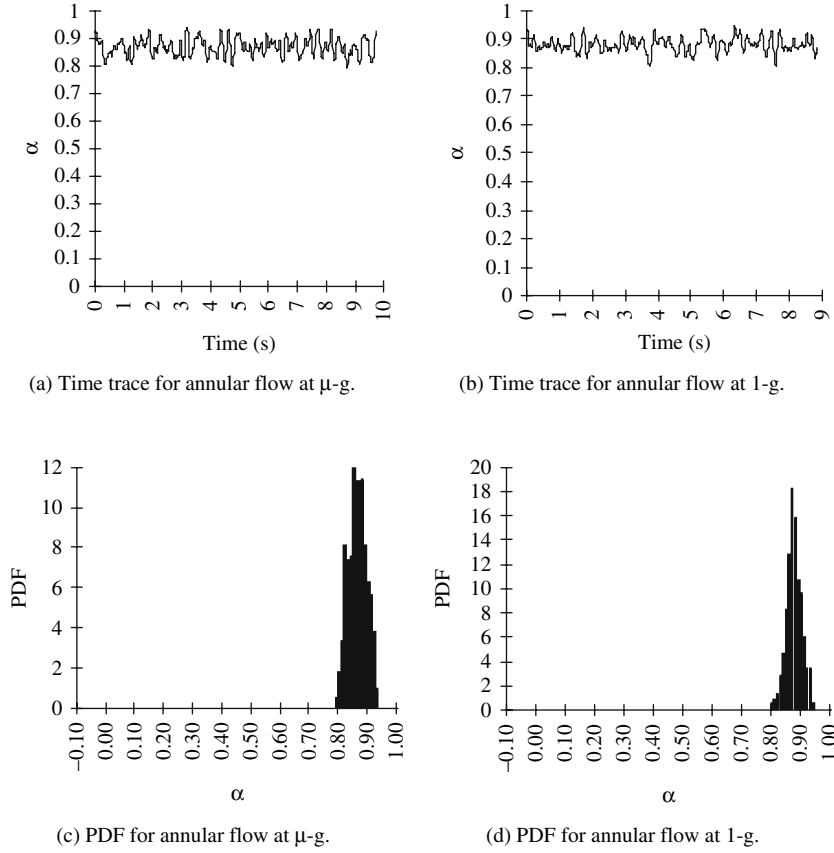 α
1
0.9
0.8
0.7
0.6
0.5
0.4
0.3
0.2
0.1
0
α
0 1 2 3 4 5 6 7 8 9 10
Time (s)
(a) Time trace for annular flow at μ-g.
α
1
0.9
0.8
0.7
0.6
0.5
0.4
0.3
0.2
0.1
0
α
0 1 2 3 4 5 6 7 8 9
Time (s)
(b) Time trace for annular flow at 1-g.
12
10
8
6
4
2
0
PDF
−0.10 0.00 0.10 0.20 0.30 0.40 0.50 0.60 0.70 0.80 0.90 1.00
α
(c) PDF for annular flow at μ-g.
20
18
16
14
12
10
8
6
4
2
0
PDF
−0.10 0.00 0.10 0.20 0.30 0.40 0.50 0.60 0.70 0.80 0.90 1.00
α
(d) PDF for annular flow at 1-g.